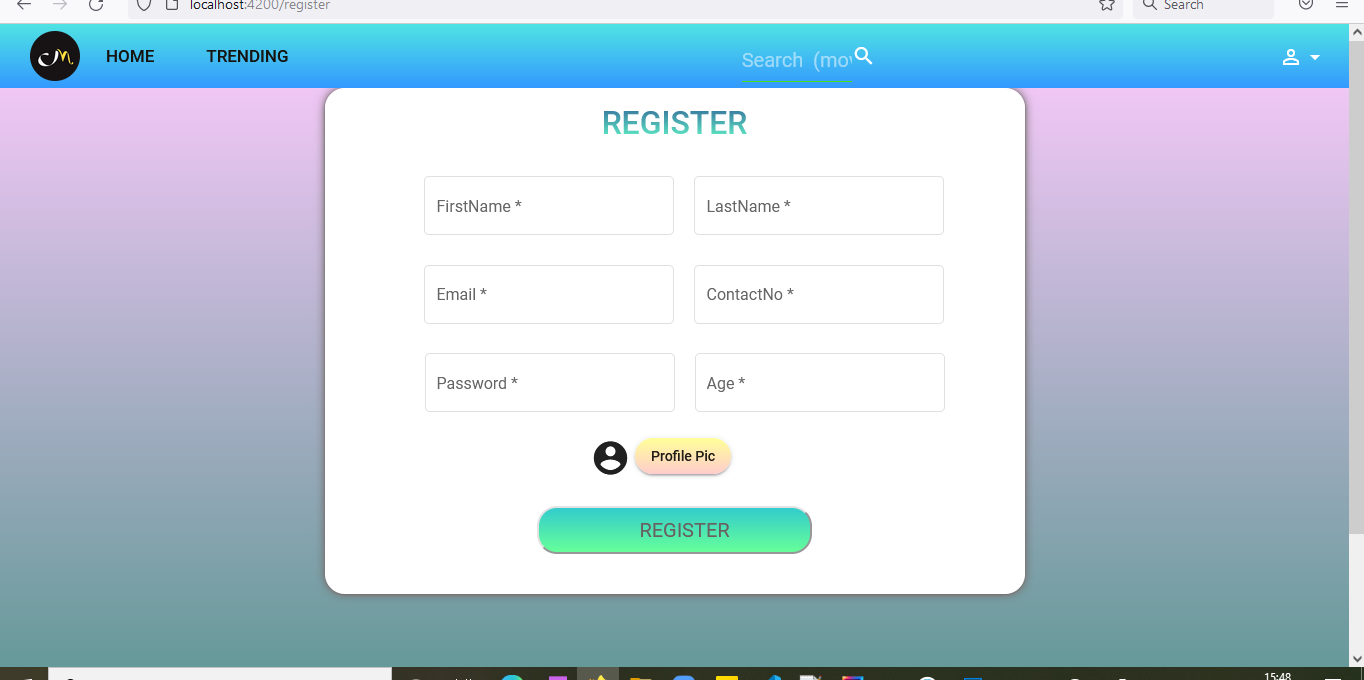 localhost:4200/register
Search
M
HOME
TRENDING
Search (mov
REGISTER
FirstName *
LastName *
Email *
ContactNo *
Password *
Age *
Profile Pic
REGISTER
15:48